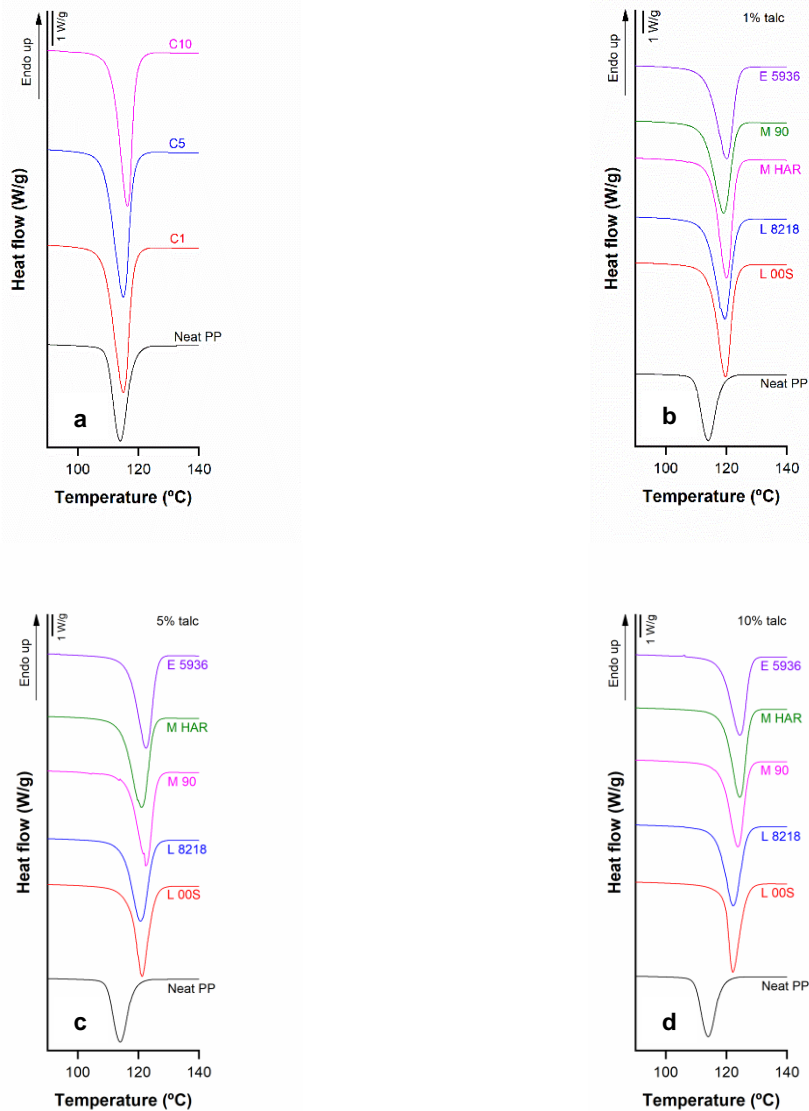 1 W/g
Endo up
C10
C5
C1
Neat PP
Heat flow (W/g)
a
100 120 140
Temperature (ºC)
1 W/g
1% talc
Endo up
E 5936
M 90
M HAR
L 8218
L 00S
Neat PP
Heat flow (W/g)
b
100 120 140
Temperature (ºC)
1 W/g
5% talc
Endo up
E 5936
M HAR
M 90
L 8218
L 00S
Neat PP
Heat flow (W/g)
c
100 120 140
Temperature (ºC)
1 W/g
10% talc
Endo up
E 5936
M HAR
M 90
L 8218
L 00S
Neat PP
Heat flow (W/g)
d
100 120 140
Temperature (ºC)